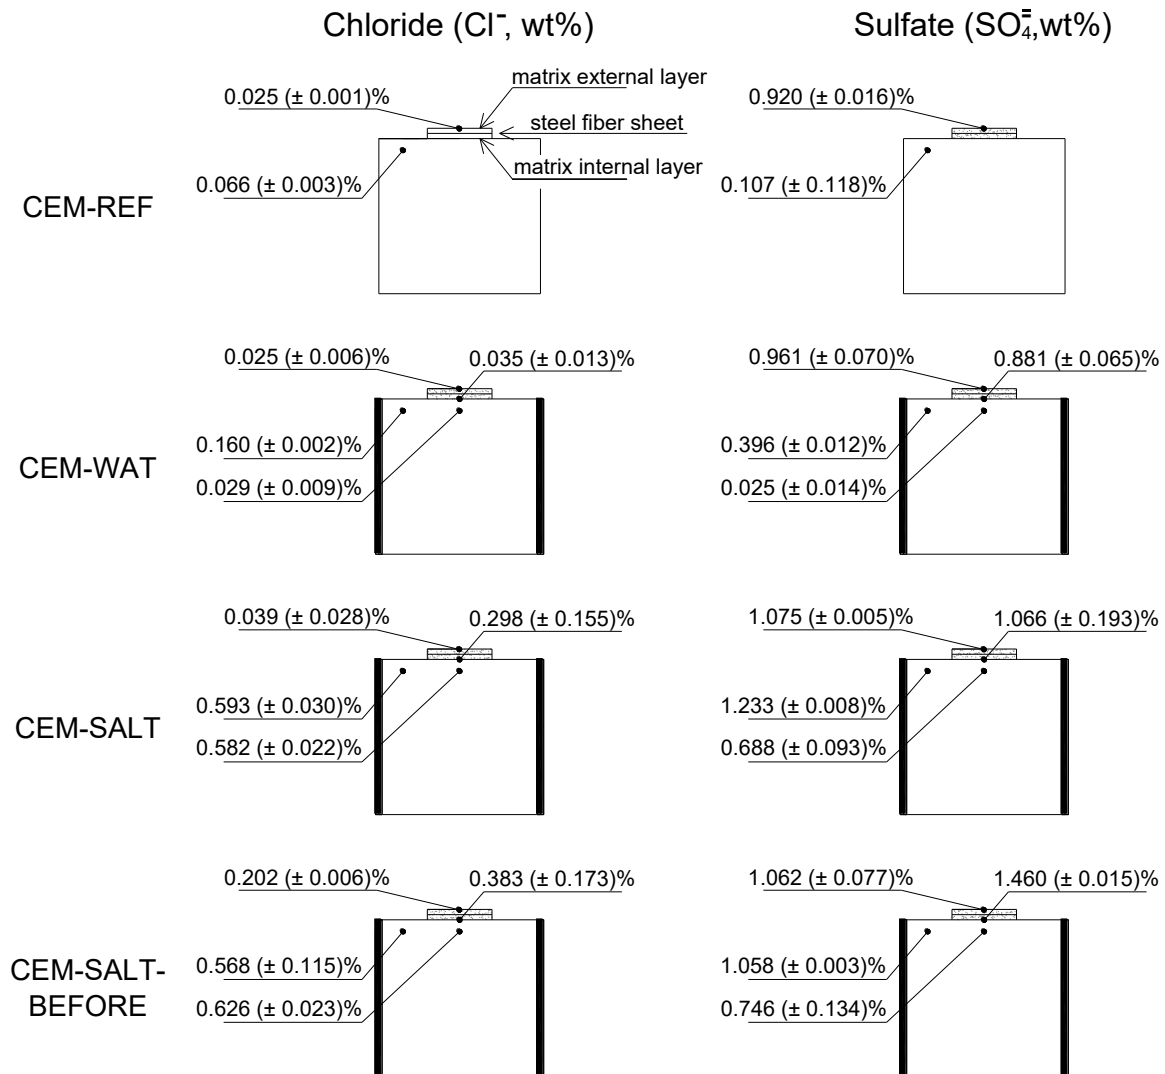 Chloride (Cl⁻, wt%)
Sulfate (SO₄⁼,wt%)
CEM-REF
0.025 (± 0.001)%
matrix external layer
steel fiber sheet
matrix internal layer
0.066 (± 0.003)%
0.920 (± 0.016)%
0.107 (± 0.118)%
CEM-WAT
0.025 (± 0.006)%
0.035 (± 0.013)%
0.160 (± 0.002)%
0.029 (± 0.009)%
0.961 (± 0.070)%
0.881 (± 0.065)%
0.396 (± 0.012)%
0.025 (± 0.014)%
CEM-SALT
0.039 (± 0.028)%
0.298 (± 0.155)%
0.593 (± 0.030)%
0.582 (± 0.022)%
1.075 (± 0.005)%
1.066 (± 0.193)%
1.233 (± 0.008)%
0.688 (± 0.093)%
CEM-SALT-
BEFORE
0.202 (± 0.006)%
0.383 (± 0.173)%
0.568 (± 0.115)%
0.626 (± 0.023)%
1.062 (± 0.077)%
1.460 (± 0.015)%
1.058 (± 0.003)%
0.746 (± 0.134)%